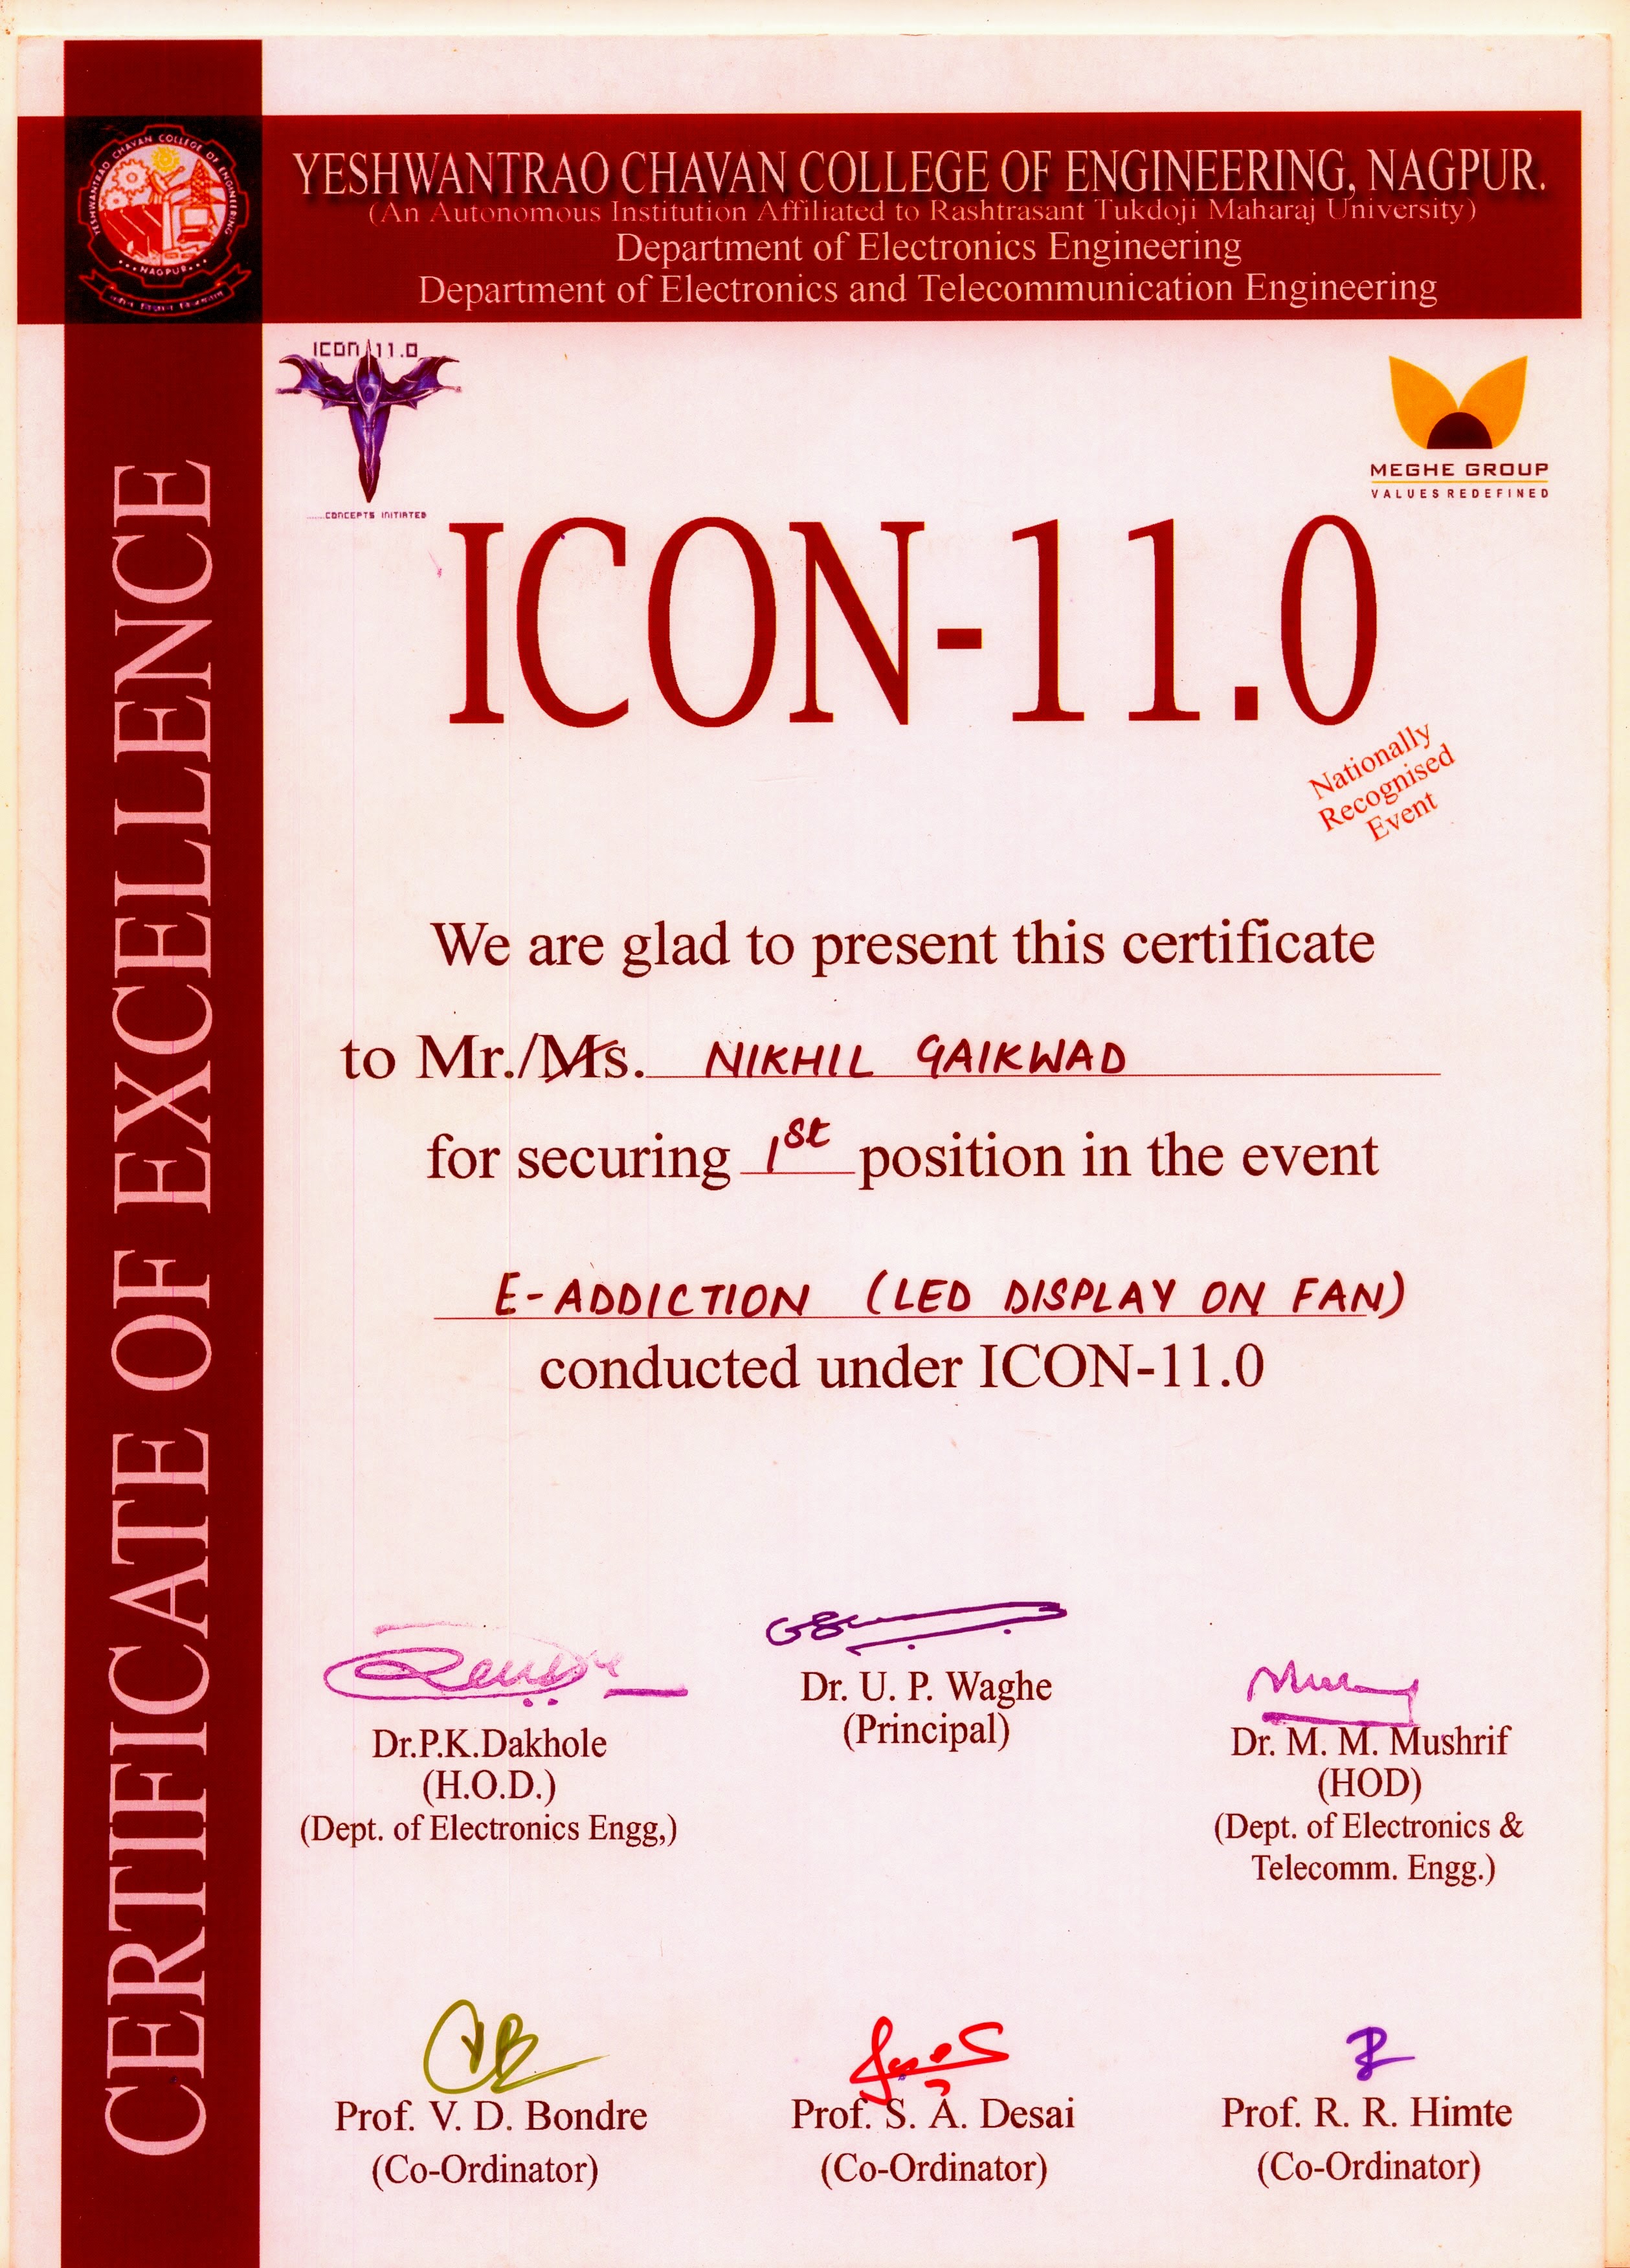 YESHWANTRAO CHAVAN COLLEGE OF ENGINEERING, NAGPUR.
(An Autonomous Institution Affiliated to Rashtrasant Tukdoji Maharaj University)
Department of Electronics Engineering
Department of Electronics and Telecommunication Engineering
YESHWANTRAO CHAVAN COLLEGE OF ENGINEERING
NAGPUR
ICON 11.0
CONCEPTS INITIATED
MEGHE GROUP
VALUES REDEFINED
CERTIFICATE OF EXCELLENCE
ICON-11.0
Nationally
Recognised
Event
We are glad to present this certificate
to Mr./Ms. NIKHIL GAIKWAD
for securing 1st position in the event
E-ADDICTION (LED DISPLAY ON FAN)
conducted under ICON-11.0
Dr.P.K.Dakhole
(H.O.D.)
(Dept. of Electronics Engg,)
Dr. U. P. Waghe
(Principal)
Dr. M. M. Mushrif
(HOD)
(Dept. of Electronics &
Telecomm. Engg.)
Prof. V. D. Bondre
(Co-Ordinator)
Prof. S. A. Desai
(Co-Ordinator)
Prof. R. R. Himte
(Co-Ordinator)